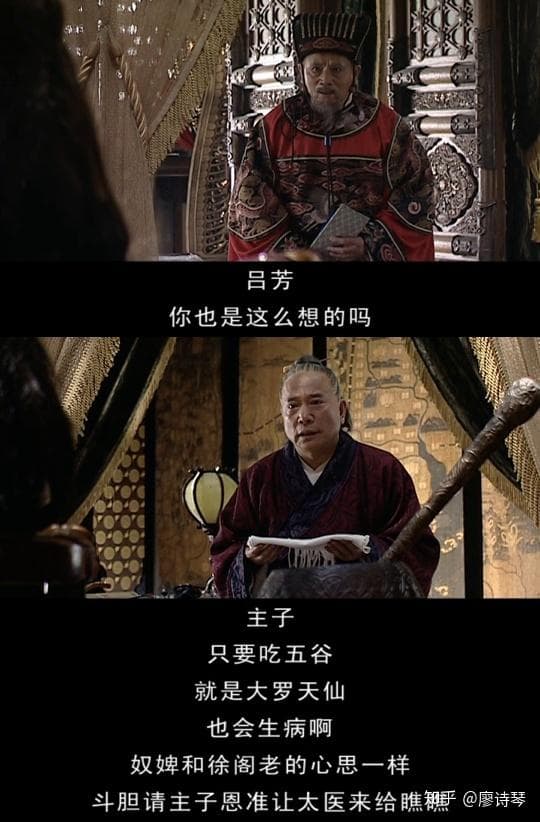 吕芳
你也是这么想的吗
主子
只要吃五谷
就是大罗天仙
也会生病啊
奴婢和徐阁老的心思一样
斗胆请主子恩准让太医来给瞧瞧
知乎 @廖诗琴